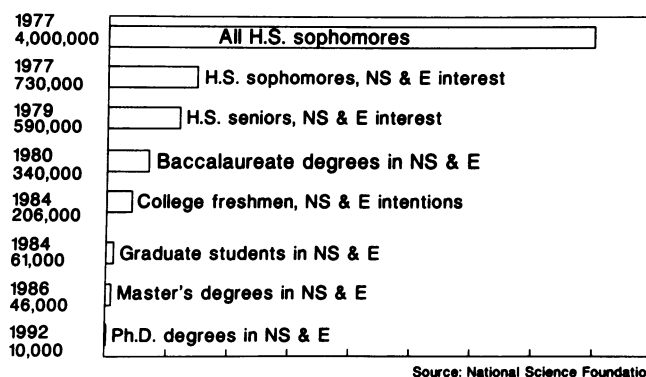 1977
4,000,000
All H.S. sophomores
1977
730,000
H.S. sophomores, NS & E interest
1979
590,000
H.S. seniors, NS & E interest
1980
340,000
Baccalaureate degrees in NS & E
1984
206,000
College freshmen, NS & E intentions
1984
61,000
Graduate students in NS & E
1986
46,000
Master's degrees in NS & E
1992
10,000
Ph.D. degrees in NS & E
Source: National Science Foundatio